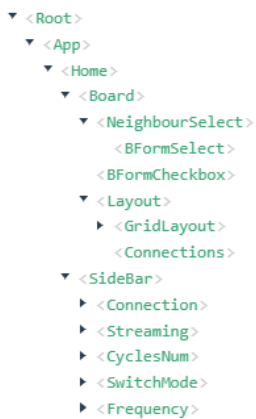 <Root>
<App>
<Home>
<Board>
<NeighbourSelect>
<BFormSelect>
<BFormCheckbox>
<Layout>
<GridLayout>
<Connections>
<SideBar>
<Connection>
<Streaming>
<CyclesNum>
<SwitchMode>
<Frequency>